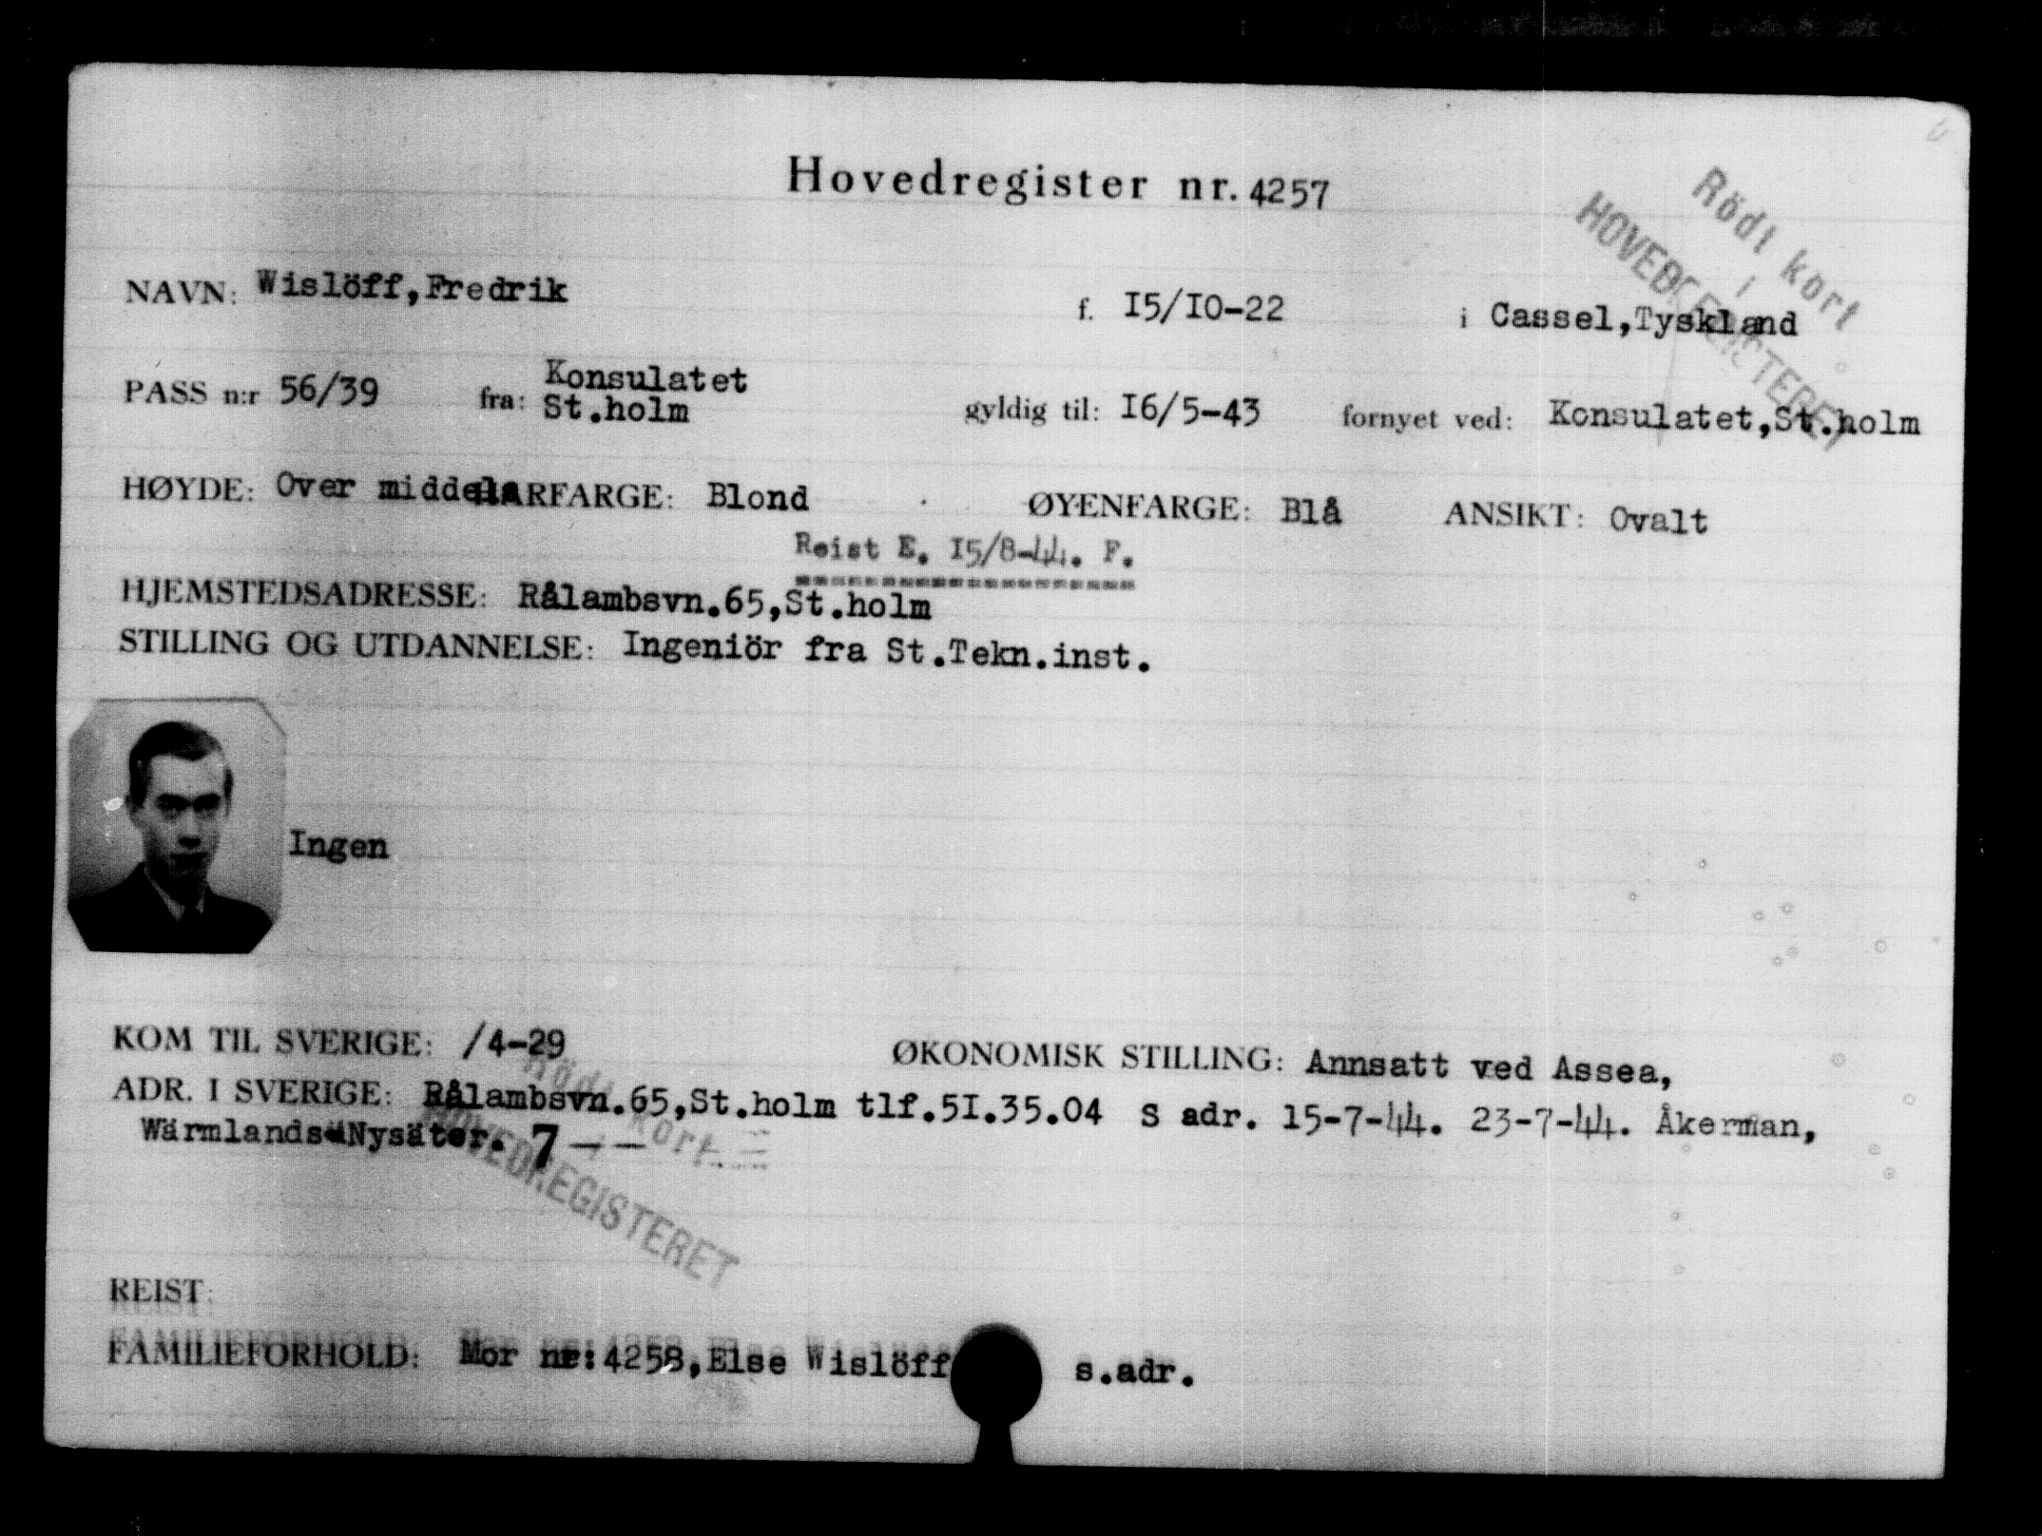 Hovedregister nr. 4257
Rödt kort
i
HOVEDREGISTERET
NAVN: Wislöff,Fredrik f. I5/IO-22 i Cassel,Tyskland
PASS n:r 56/39 fra: Konsulatet St.holm gyldig til: I6/5-43 fornyet ved: Konsulatet,St.holm
HØYDE: Over middels HÅRFARGE: Blond ØYENFARGE: Blå ANSIKT: Ovalt
Reist E. I5/8-44. F.
HJEMSTEDSADRESSE: Rålambsvn.65,St.holm
STILLING OG UTDANNELSE: Ingeniör fra St.Tekn.inst.
Ingen
KOM TIL SVERIGE: /4-29 ØKONOMISK STILLING: Annsatt ved Assea,
ADR. I SVERIGE: Rålambsvn.65,St.holm tlf.5I.35.04 S adr. 15-7-44. 23-7-44. Åkerman,
Wärmlands-Nysäter. 7 — —
Rödt kort
i
HOVEDREGISTERET
REIST:
FAMILIEFORHOLD: Mor nr:4258,Else Wislöff s.adr.